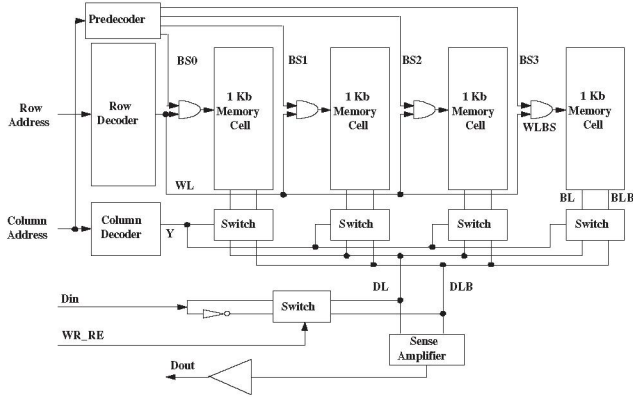 Predecoder
BS0
BS1
BS2
BS3
Row
Address
Row
Decoder
1 Kb
Memory
Cell
1 Kb
Memory
Cell
1 Kb
Memory
Cell
1 Kb
Memory
Cell
WLBS
WL
BL
BLB
Column
Address
Column
Decoder
Y
Switch
Switch
Switch
Switch
DL
DLB
Din
Switch
WR_RE
Sense
Amplifier
Dout